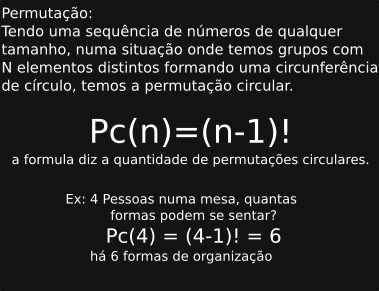 Permutação:
Tendo uma sequência de números de qualquer
tamanho, numa situação onde temos grupos com
N elementos distintos formando uma circunferência
de círculo, temos a permutação circular.
Pc(n)=(n-1)!
a formula diz a quantidade de permutações circulares.
Ex: 4 Pessoas numa mesa, quantas
formas podem se sentar?
Pc(4) = (4-1)! = 6
há 6 formas de organização